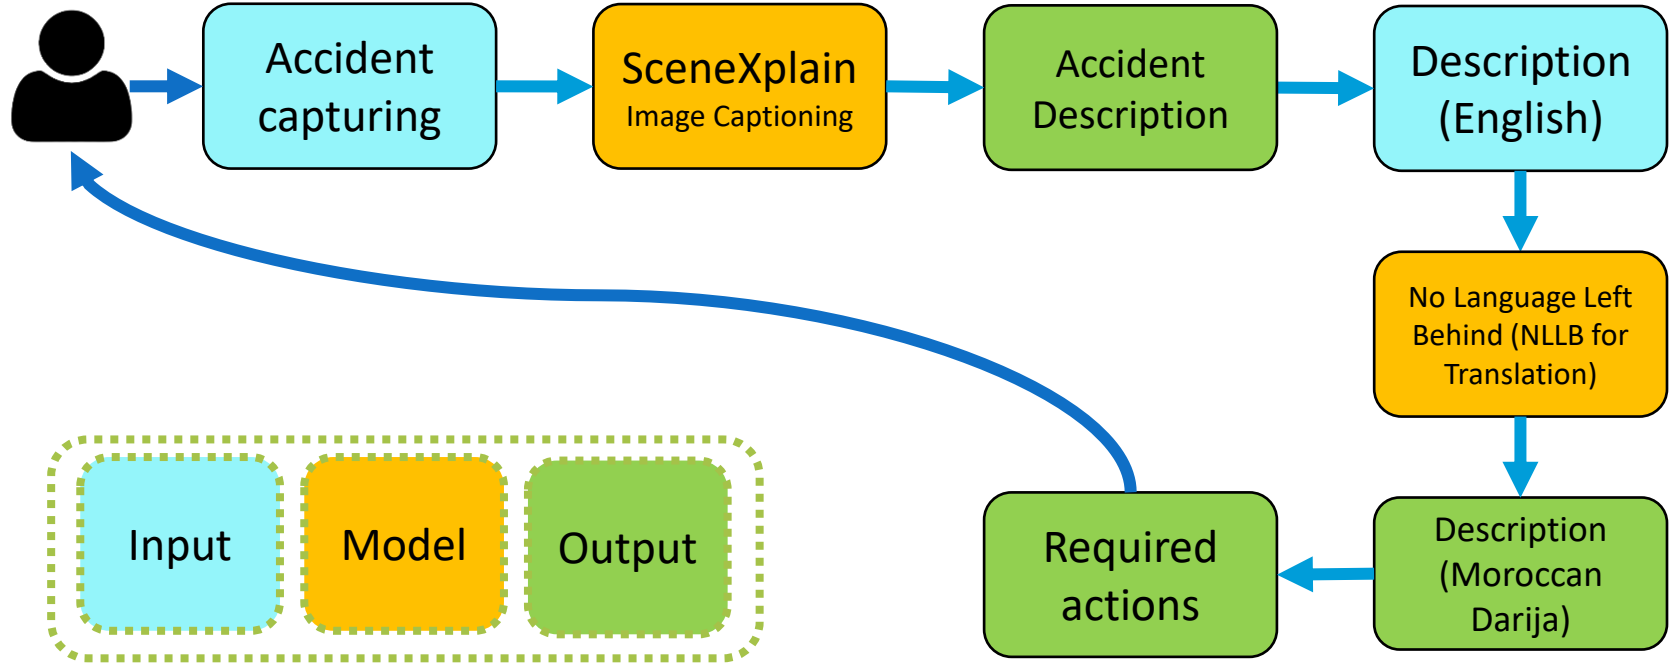 Accident
capturing
SceneXplain
Image Captioning
Accident
Description
Description
(English)
No Language Left
Behind (NLLB for
Translation)
Description
(Moroccan
Darija)
Required
actions
Input
Model
Output